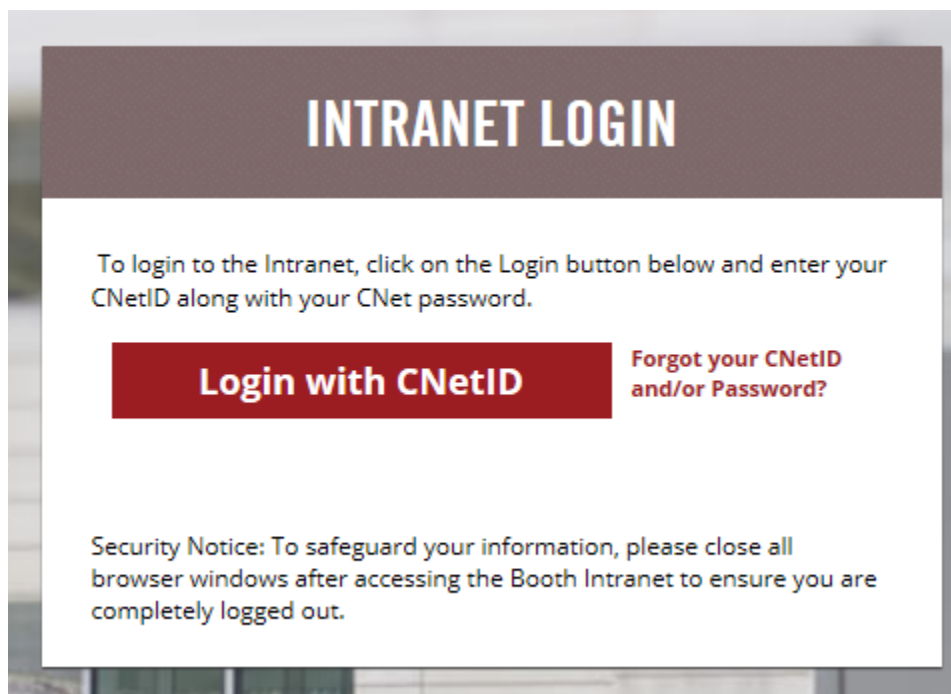 INTRANET LOGIN
To login to the Intranet, click on the Login button below and enter your
CNetID along with your CNet password.
Login with CNetID
Forgot your CNetID
and/or Password?
Security Notice: To safeguard your information, please close all
browser windows after accessing the Booth Intranet to ensure you are
completely logged out.